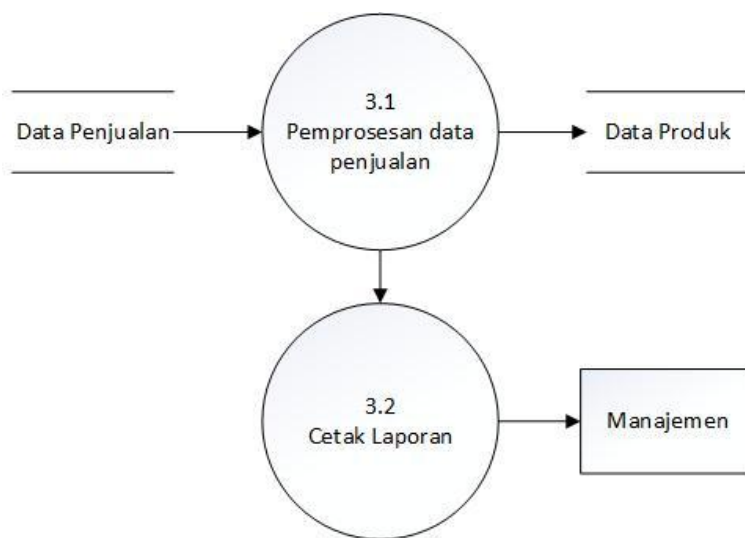 3.1
Data Penjualan
Pemprosesan data
penjualan
Data Produk
3.2
Cetak Laporan
Manajemen